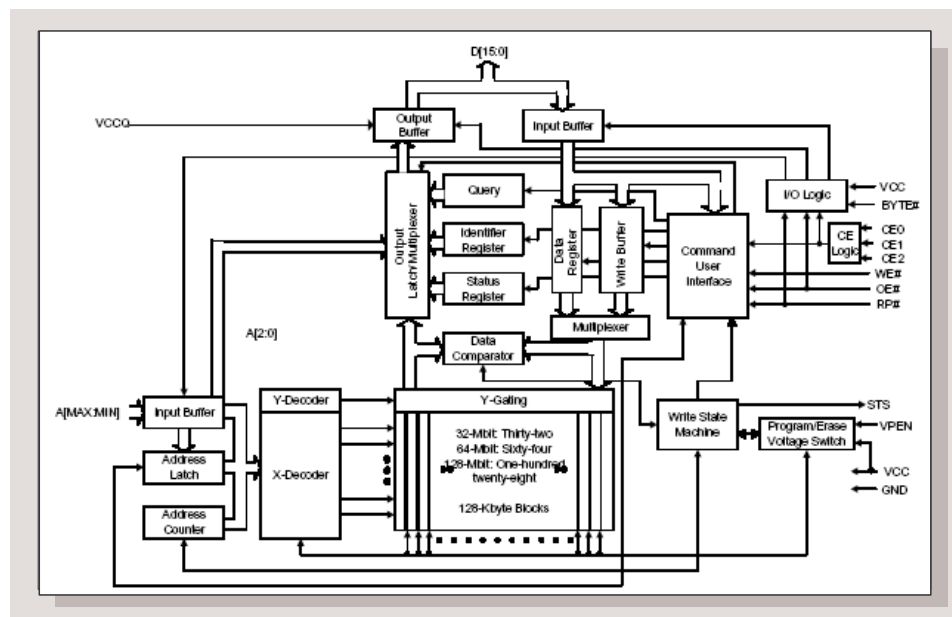 D[15:0]
VCCQ
Output
Buffer
Input Buffer
Output
Latch/Multiplexer
Query
Identifier
Register
Status
Register
Data
Register
Write Buffer
Command
User
Interface
I/O Logic
VCC
BYTE#
CE
Logic
CE0
CE1
CE2
WE#
OE#
RP#
Multiplexer
A[2:0]
Data
Comparator
A[MAX:MIN]
Input Buffer
Y-Decoder
Y-Gating
Address
Latch
X-Decoder
32-Mbit: Thirty-two
64-Mbit: Sixty-four
128-Mbit: One-hundred
twenty-eight
128-Kbyte Blocks
Address
Counter
Write State
Machine
Program/Erase
Voltage Switch
STS
VPEN
VCC
GND